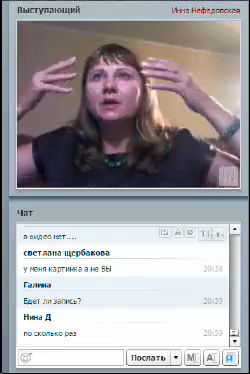 Выступающий Инна Нефедовская
Чат
а видео нет.....
светлана щербакова
у меня картинка а не ВЫ 20:38
Галина
Едет ли запись? 20:39
Нина Д
по сколько раз 20:39
Послать